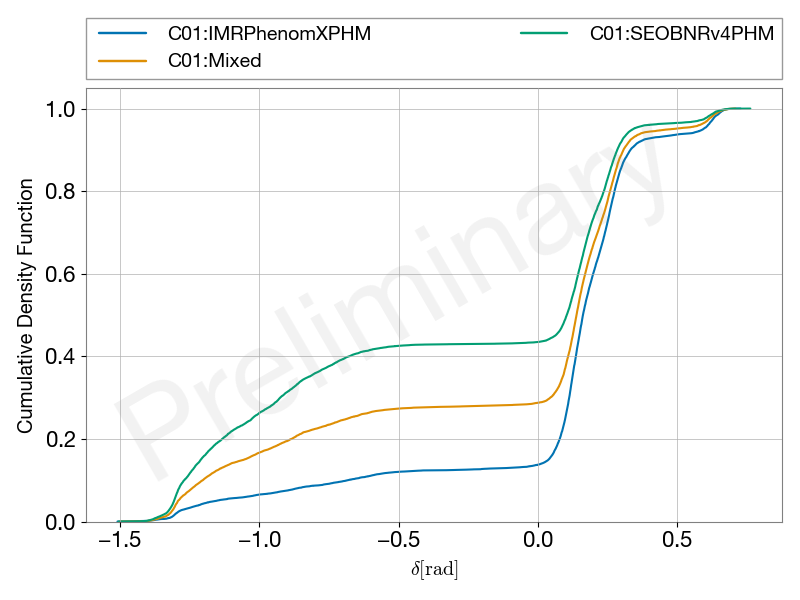 C01:IMRPhenomXPHM
C01:Mixed
C01:SEOBNRv4PHM
Preliminary
Cumulative Density Function
1.0
0.8
0.6
0.4
0.2
0.0
−1.5 −1.0 −0.5 0.0 0.5
δ[rad]